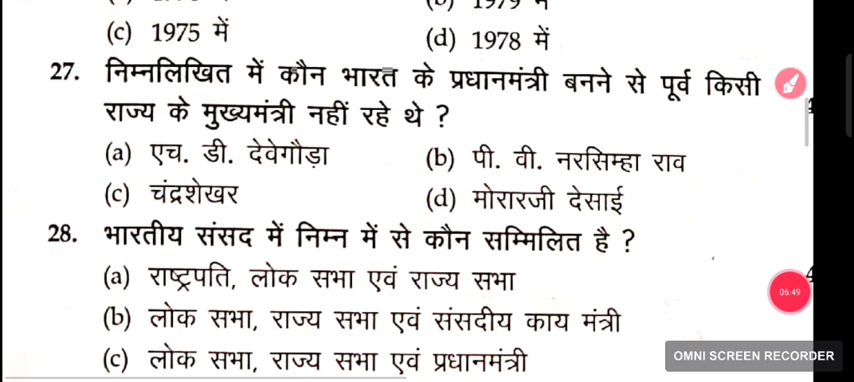 (c) 1975 में
(d) 1978 में
27. निम्नलिखित में कौन भारत के प्रधानमंत्री बनने से पूर्व किसी
राज्य के मुख्यमंत्री नहीं रहे थे ?
(a) एच. डी. देवेगौड़ा
(b) पी. वी. नरसिम्हा राव
(c) चंद्रशेखर
(d) मोरारजी देसाई
28. भारतीय संसद में निम्न में से कौन सम्मिलित है ?
(a) राष्ट्रपति, लोक सभा एवं राज्य सभा
(b) लोक सभा, राज्य सभा एवं संसदीय काय मंत्री
(c) लोक सभा, राज्य सभा एवं प्रधानमंत्री
06:49
OMNI SCREEN RECORDER